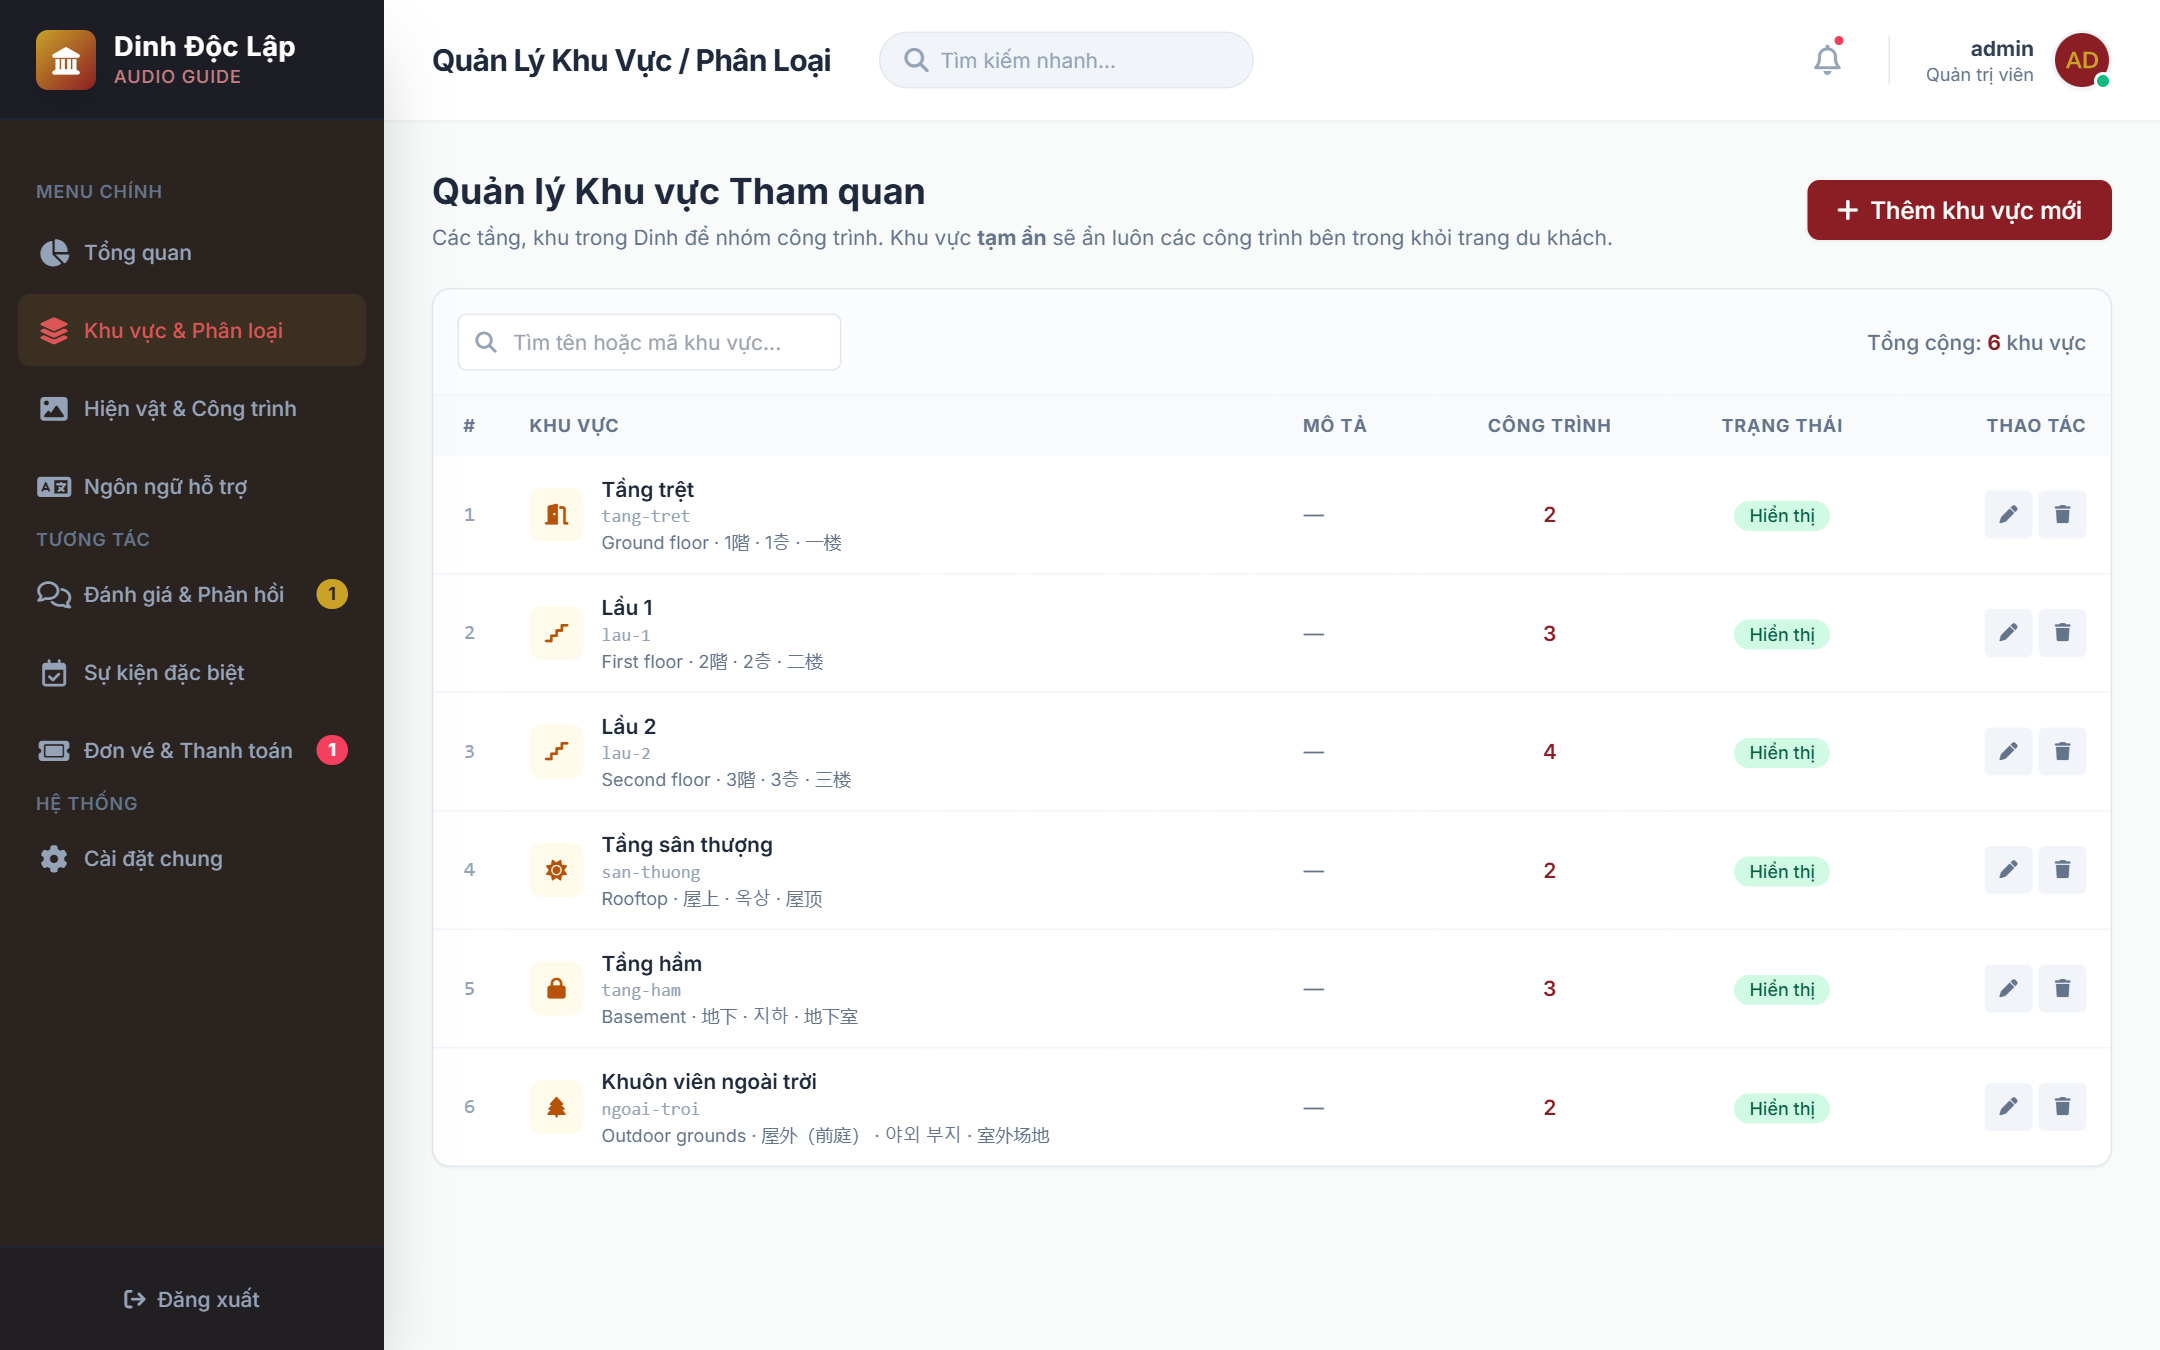 Dinh Độc Lập
AUDIO GUIDE
MENU CHÍNH
Tổng quan
Khu vực & Phân loại
Hiện vật & Công trình
Ngôn ngữ hỗ trợ
TƯƠNG TÁC
Đánh giá & Phản hồi 1
Sự kiện đặc biệt
Đơn vé & Thanh toán 1
HỆ THỐNG
Cài đặt chung
Đăng xuất
Quản Lý Khu Vực / Phân Loại
Tìm kiếm nhanh...
admin
Quản trị viên
AD
Quản lý Khu vực Tham quan
Các tầng, khu trong Dinh để nhóm công trình. Khu vực tạm ẩn sẽ ẩn luôn các công trình bên trong khỏi trang du khách.
+ Thêm khu vực mới
Tìm tên hoặc mã khu vực...
Tổng cộng: 6 khu vực
# KHU VỰC MÔ TẢ CÔNG TRÌNH TRẠNG THÁI THAO TÁC
1 Tầng trệt — 2 Hiển thị
tang-tret
Ground floor · 1階 · 1층 · 一楼
2 Lầu 1 — 3 Hiển thị
lau-1
First floor · 2階 · 2층 · 二楼
3 Lầu 2 — 4 Hiển thị
lau-2
Second floor · 3階 · 3층 · 三楼
4 Tầng sân thượng — 2 Hiển thị
san-thuong
Rooftop · 屋上 · 옥상 · 屋顶
5 Tầng hầm — 3 Hiển thị
tang-ham
Basement · 地下 · 지하 · 地下室
6 Khuôn viên ngoài trời — 2 Hiển thị
ngoai-troi
Outdoor grounds · 屋外（前庭） · 야외 부지 · 室外场地